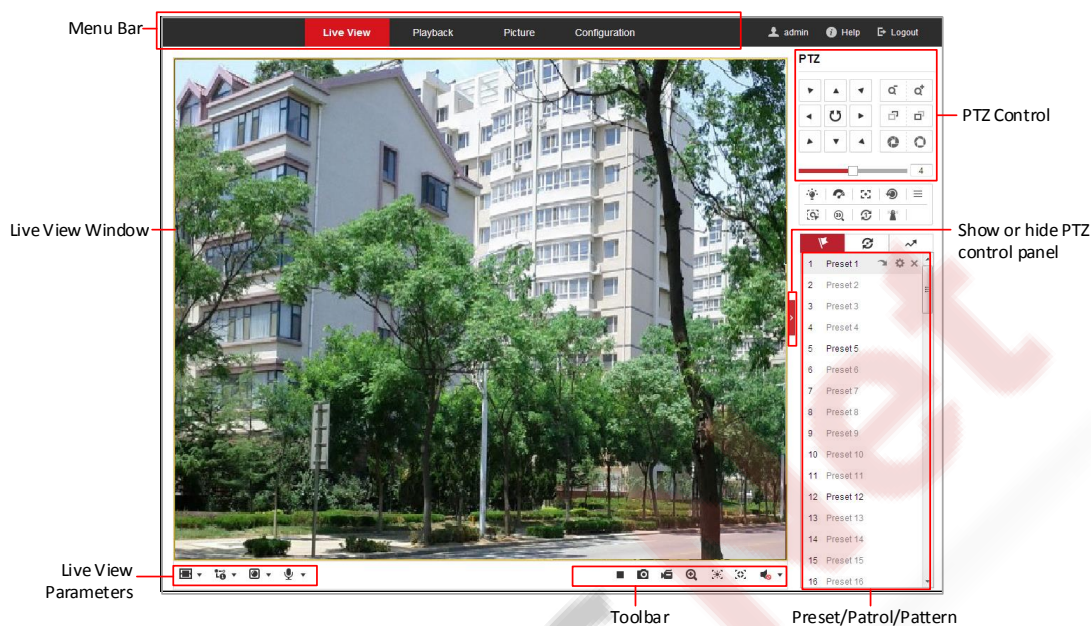 Menu Bar
Live View Playback Picture Configuration admin Help Logout
PTZ
PTZ Control
4
Live View Window
Show or hide PTZ
control panel
1 Preset 1
2 Preset 2
3 Preset 3
4 Preset 4
5 Preset 5
6 Preset 6
7 Preset 7
8 Preset 8
9 Preset 9
10 Preset 10
11 Preset 11
12 Preset 12
13 Preset 13
14 Preset 14
15 Preset 15
16 Preset 16
Live View
Parameters
Toolbar
Preset/Patrol/Pattern